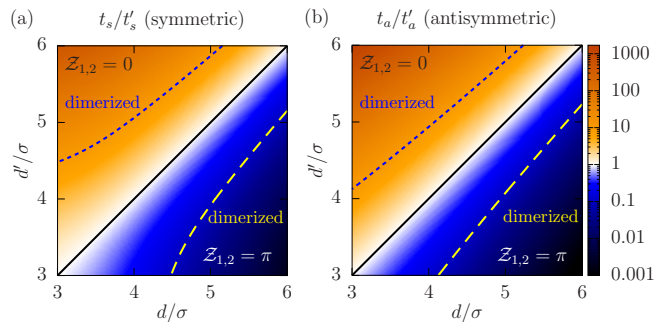 (a) t_s/t′_s (symmetric)
6
5
4
3
d′/σ
Z_{1,2} = 0
dimerized
dimerized
Z_{1,2} = π
3 4 5 6
d/σ
(b) t_a/t′_a (antisymmetric)
6
5
4
3
d′/σ
Z_{1,2} = 0
dimerized
dimerized
Z_{1,2} = π
3 4 5 6
d/σ
1000
100
10
1
0.1
0.01
0.001